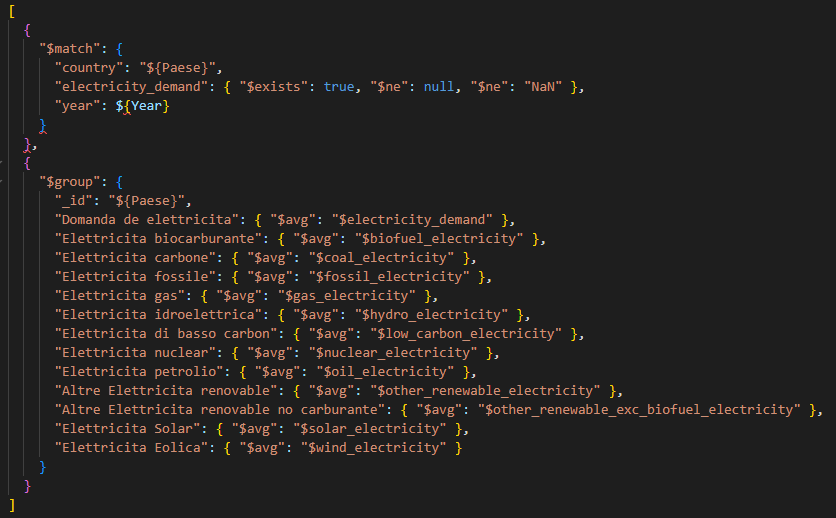 [
  {
    "$match": {
      "country": "${Paese}",
      "electricity_demand": { "$exists": true, "$ne": null, "$ne": "NaN" },
      "year": ${Year}
    }
  },
  {
    "$group": {
      "_id": "${Paese}",
      "Domanda de elettricita": { "$avg": "$electricity_demand" },
      "Elettricita biocarburante": { "$avg": "$biofuel_electricity" },
      "Elettricita carbone": { "$avg": "$coal_electricity" },
      "Elettricita fossile": { "$avg": "$fossil_electricity" },
      "Elettricita gas": { "$avg": "$gas_electricity" },
      "Elettricita idroelettrica": { "$avg": "$hydro_electricity" },
      "Elettricita di basso carbon": { "$avg": "$low_carbon_electricity" },
      "Elettricita nuclear": { "$avg": "$nuclear_electricity" },
      "Elettricita petrolio": { "$avg": "$oil_electricity" },
      "Altre Elettricita renovable": { "$avg": "$other_renewable_electricity" },
      "Altre Elettricita renovable no carburante": { "$avg": "$other_renewable_exc_biofuel_electricity" },
      "Elettricita Solar": { "$avg": "$solar_electricity" },
      "Elettricita Eolica": { "$avg": "$wind_electricity" }
    }
  }
]